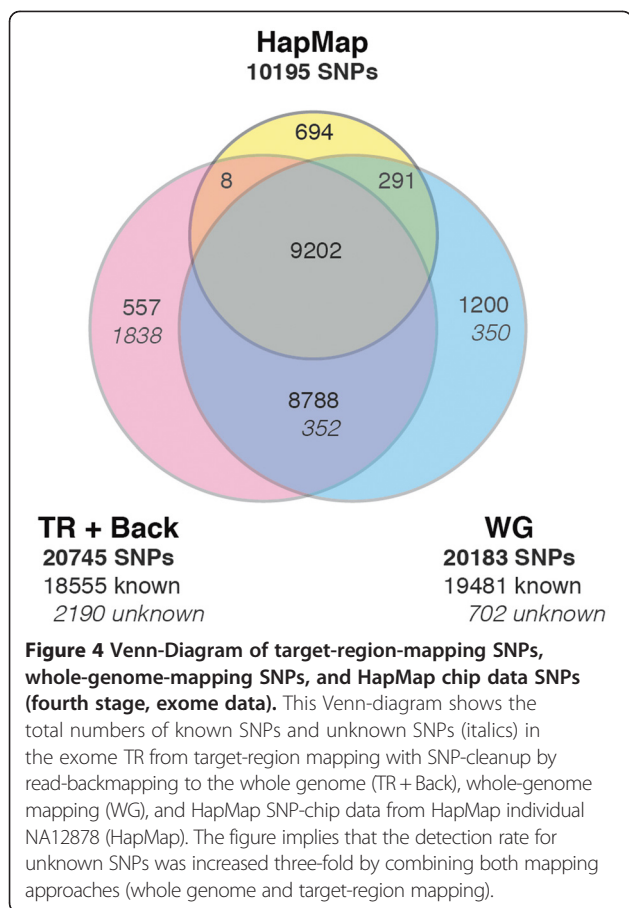 HapMap
10195 SNPs
694
8 291
9202
557 1200
1838 350
8788
352
TR + Back WG
20745 SNPs 20183 SNPs
18555 known 19481 known
2190 unknown 702 unknown
Figure 4 Venn-Diagram of target-region-mapping SNPs,
whole-genome-mapping SNPs, and HapMap chip data SNPs
(fourth stage, exome data). This Venn-diagram shows the
total numbers of known SNPs and unknown SNPs (italics) in
the exome TR from target-region mapping with SNP-cleanup by
read-backmapping to the whole genome (TR + Back), whole-genome
mapping (WG), and HapMap SNP-chip data from HapMap individual
NA12878 (HapMap). The figure implies that the detection rate for
unknown SNPs was increased three-fold by combining both mapping
approaches (whole genome and target-region mapping).